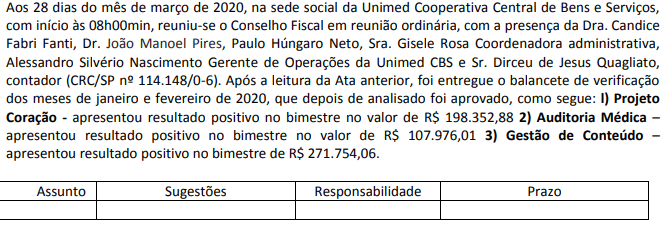 Aos 28 dias do mês de março de 2020, na sede social da Unimed Cooperativa Central de Bens e Serviços,
com início às 08h00min, reuniu-se o Conselho Fiscal em reunião ordinária, com a presença da Dra. Candice
Fabri Fanti, Dr. João Manoel Pires, Paulo Húngaro Neto, Sra. Gisele Rosa Coordenadora administrativa,
Alessandro Silvério Nascimento Gerente de Operações da Unimed CBS e Sr. Dirceu de Jesus Quagliato,
contador (CRC/SP nº 114.148/0-6). Após a leitura da Ata anterior, foi entregue o balancete de verificação
dos meses de janeiro e fevereiro de 2020, que depois de analisado foi aprovado, como segue: l) Projeto
Coração - apresentou resultado positivo no bimestre no valor de R$ 198.352,88 2) Auditoria Médica –
apresentou resultado positivo no bimestre no valor de R$ 107.976,01 3) Gestão de Conteúdo –
apresentou resultado positivo no bimestre de R$ 271.754,06.
Assunto Sugestões Responsabilidade Prazo